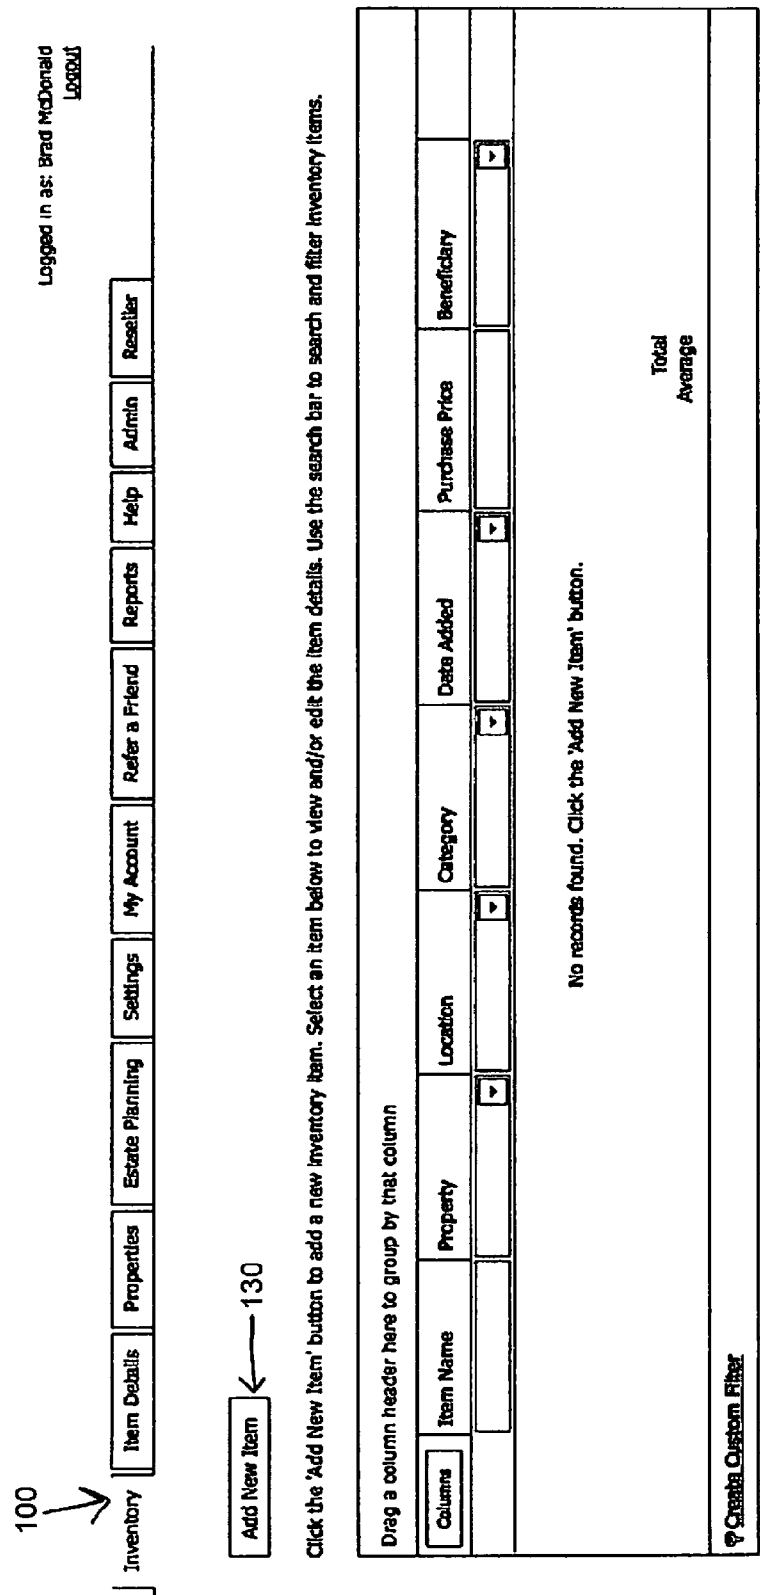 Logged in as: Brad McDonald
Logout
100
Inventory Item Details Properties Estate Planning Settings My Account Refer a Friend Reports Help Admin Reseller
Add New Item 130
Click the 'Add New Item' button to add a new inventory item. Select an item below to view and/or edit the item details. Use the search bar to search and filter inventory items.
Drag a column header here to group by that column
Columns Item Name Property Location Category Date Added Purchase Price Beneficiary
No records found. Click the 'Add New Item' button.
Total
Average
Create Custom Filter